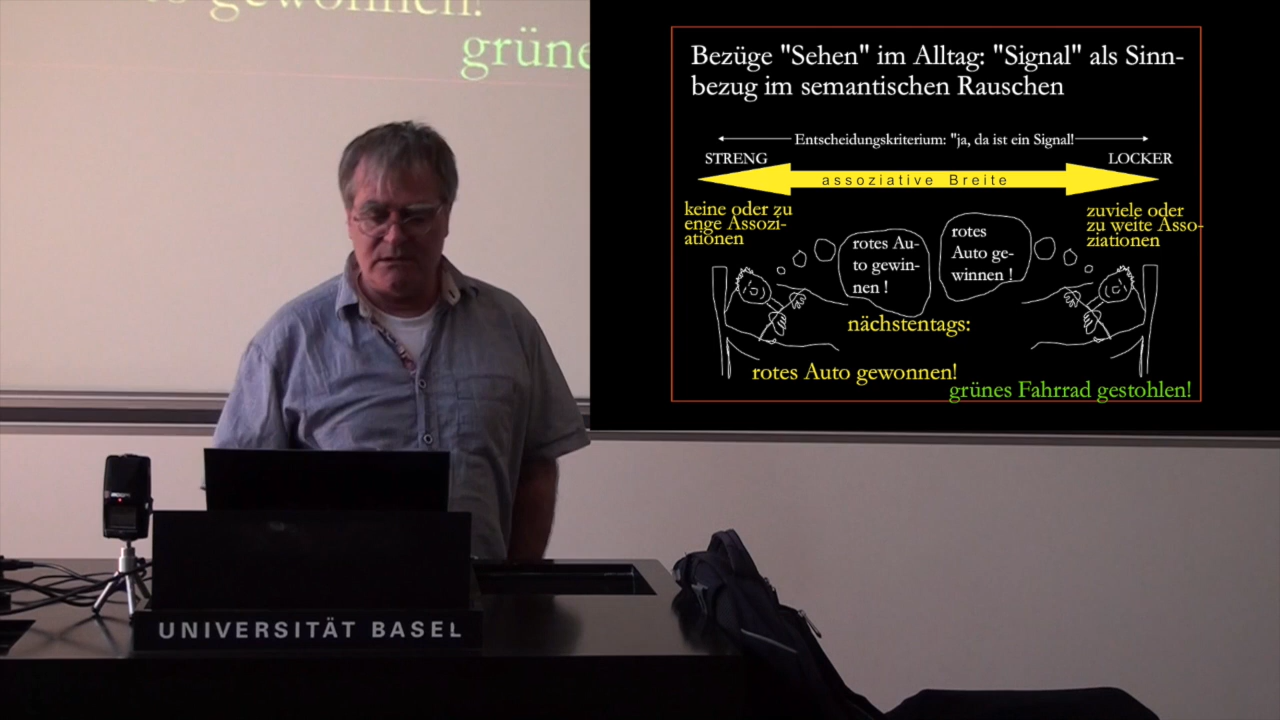 es gewonnen!
grüne
Bezüge "Sehen" im Alltag: "Signal" als Sinn-
bezug im semantischen Rauschen
Entscheidungskriterium: "ja, da ist ein Signal!
STRENG
LOCKER
assoziative Breite
keine oder zu
enge Assozi-
ationen
zuviele oder
zu weite Asso-
ziationen
rotes Au-
to gewin-
nen !
rotes
Auto ge-
winnen !
nächstentags:
rotes Auto gewonnen!
grünes Fahrrad gestohlen!
UNIVERSITÄT BASEL